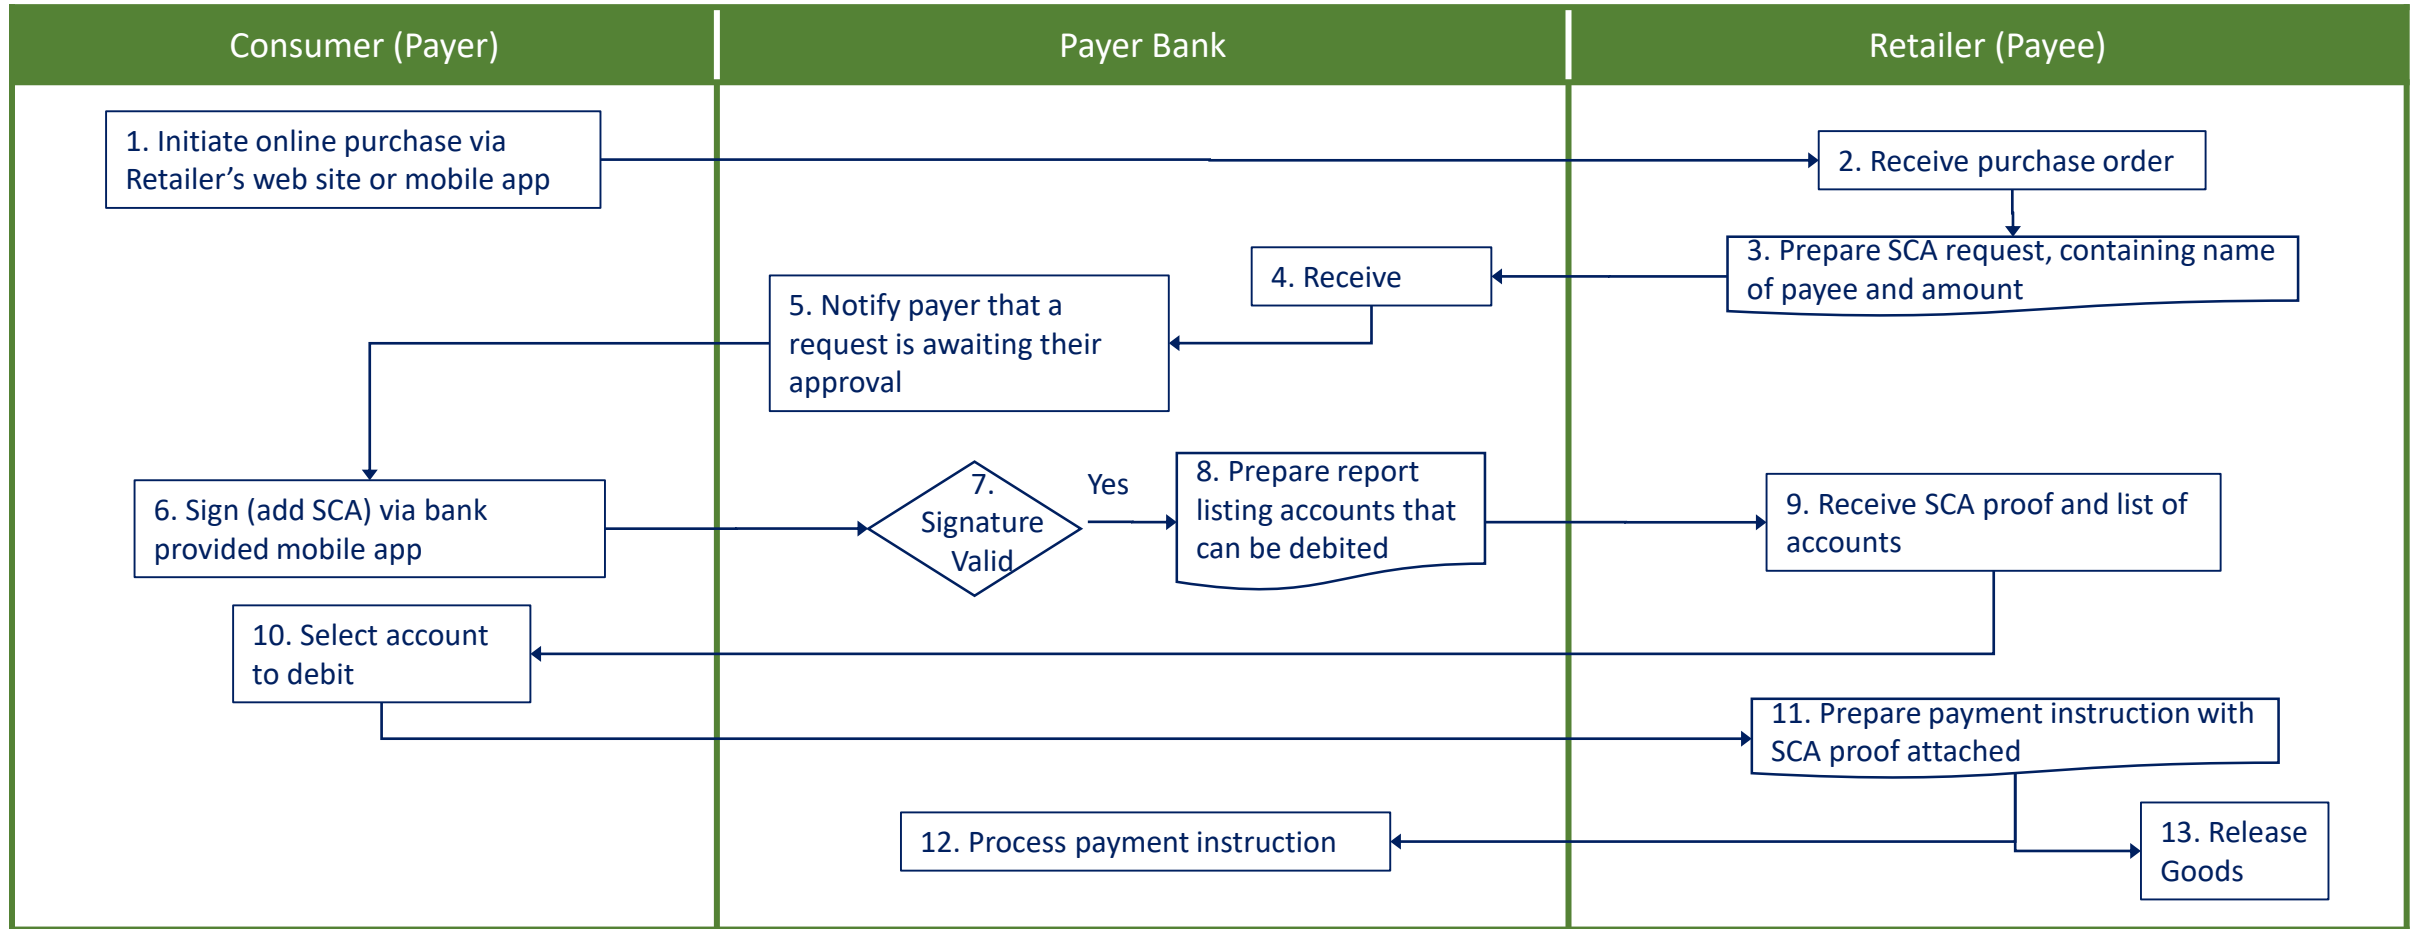 Consumer (Payer)
Payer Bank
Retailer (Payee)
1. Initiate online purchase via
Retailer’s web site or mobile app
2. Receive purchase order
3. Prepare SCA request, containing name
of payee and amount
4. Receive
5. Notify payer that a
request is awaiting their
approval
6. Sign (add SCA) via bank
provided mobile app
7.
Signature
Valid
Yes
8. Prepare report
listing accounts that
can be debited
9. Receive SCA proof and list of
accounts
10. Select account
to debit
11. Prepare payment instruction with
SCA proof attached
12. Process payment instruction
13. Release
Goods